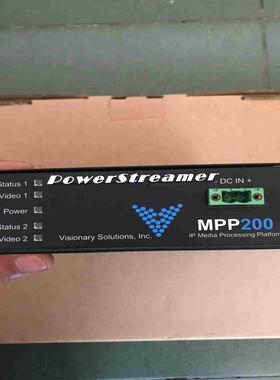 PowerStreamer
- DC IN +
Status 1
Video 1
Power
Status 2
Video 2
MPP200
Visionary Solutions, Inc.
IP Media Processing Platform